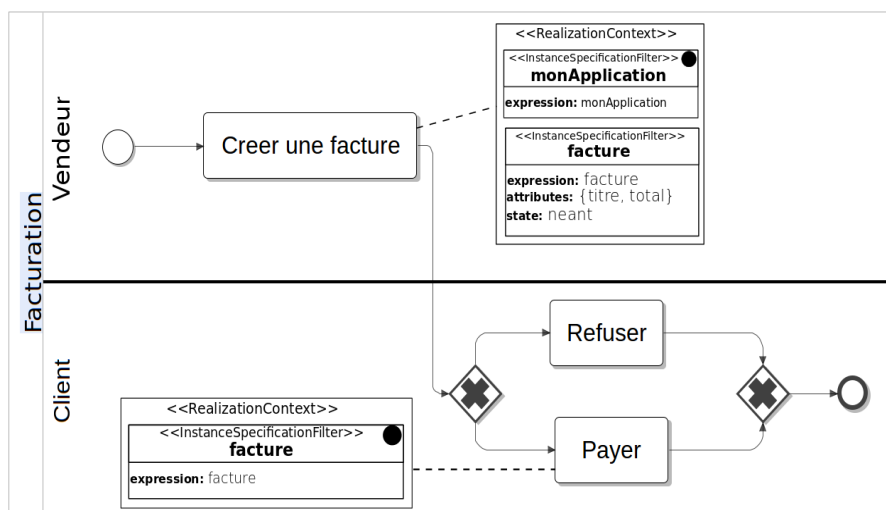 Facturation
Vendeur
Creer une facture
<<RealizationContext>>
<<InstanceSpecificationFilter>>
monApplication
expression: monApplication
<<InstanceSpecificationFilter>>
facture
expression: facture
attributes: {titre, total}
state: neant
Client
Refuser
Payer
<<RealizationContext>>
<<InstanceSpecificationFilter>>
facture
expression: facture